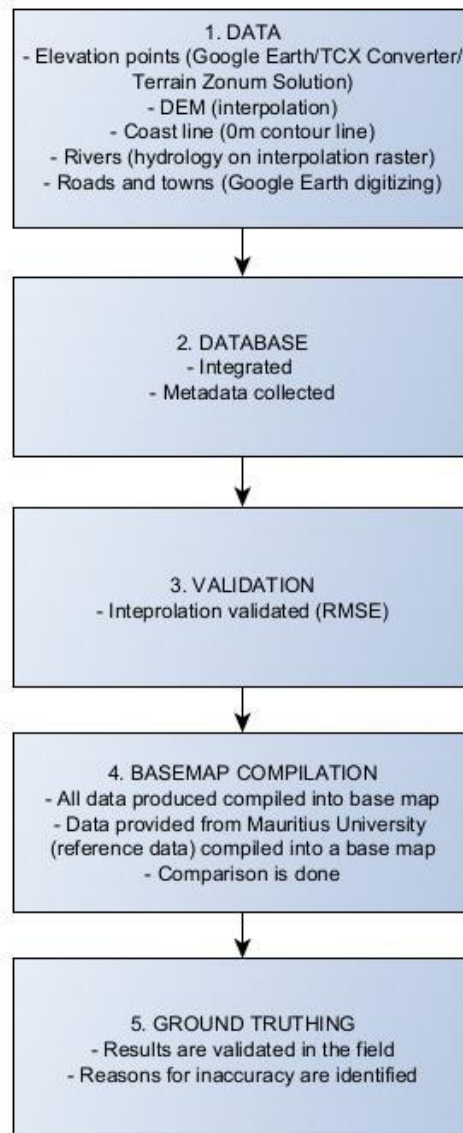 1. DATA
- Elevation points (Google Earth/TCX Converter/
Terrain Zonum Solution)
- DEM (interpolation)
- Coast line (0m contour line)
- Rivers (hydrology on interpolation raster)
- Roads and towns (Google Earth digitizing)
2. DATABASE
- Integrated
- Metadata collected
3. VALIDATION
- Inteprolation validated (RMSE)
4. BASEMAP COMPILATION
- All data produced compiled into base map
- Data provided from Mauritius University
(reference data) compiled into a base map
- Comparison is done
5. GROUND TRUTHING
- Results are validated in the field
- Reasons for inaccuracy are identified